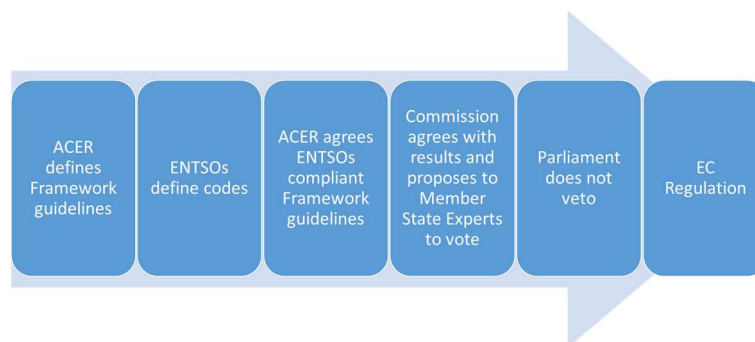 ACER
defines
Framework
guidelines
ENTSOs
define codes
ACER agrees
ENTSOs
compliant
Framework
guidelines
Commission
agrees with
results and
proposes to
Member
State Experts
to vote
Parliament
does not
veto
EC
Regulation